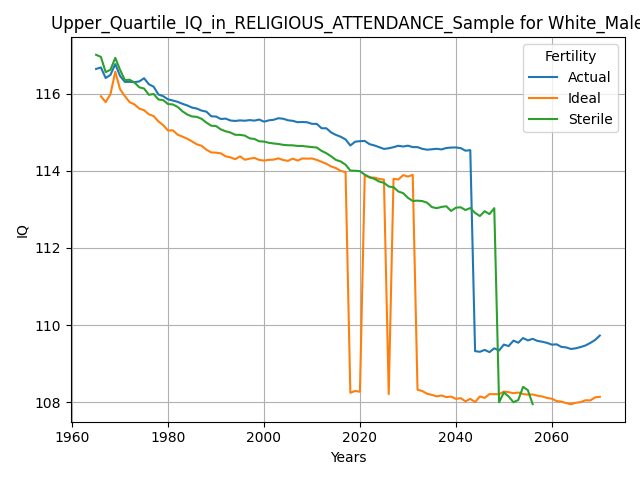 Upper_Quartile_IQ_in_RELIGIOUS_ATTENDANCE_Sample for White_Male
Fertility
Actual
Ideal
Sterile
IQ
116
114
112
110
108
1960 1980 2000 2020 2040 2060
Years